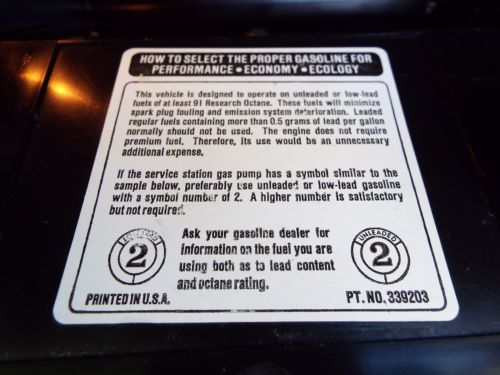 HOW TO SELECT THE PROPER GASOLINE FOR
PERFORMANCE • ECONOMY • ECOLOGY
This vehicle is designed to operate on unleaded or low-lead
fuels of at least 91 Research Octane. These fuels will minimize
spark plug fouling and emission system deterioration. Leaded
regular fuels containing more than 0.5 grams of lead per gallon
normally should not be used. The engine does not require
premium fuel. Therefore, its use would be an unnecessary
additional expense.
If the service station gas pump has a symbol similar to the
sample below, preferably use unleaded or low-lead gasoline
with a symbol number of 2. A higher number is satisfactory
but not required.
2
Ask your gasoline dealer for
information on the fuel you are
using both as to lead content
and octane rating.
UNLEADED
2
PRINTED IN U.S.A.
PT. NO. 339203